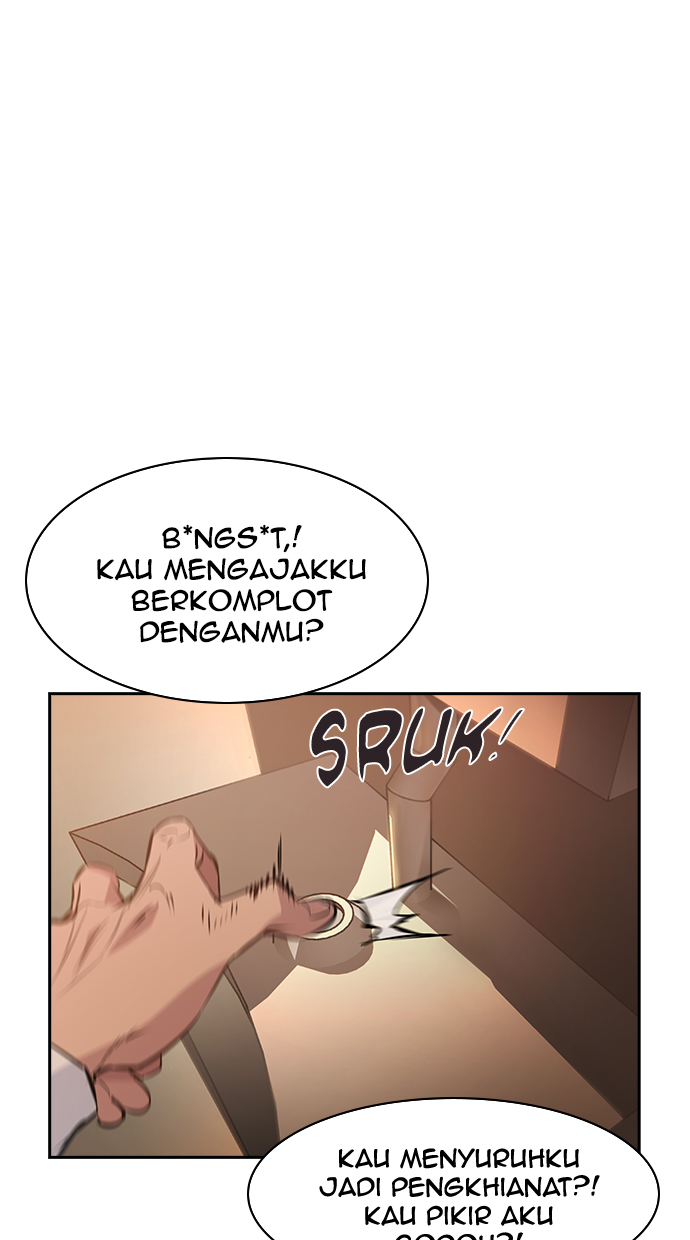 B*NGS*T,!
KAU MENGAJAKKU
BERKOMPLOT
DENGANMU?
SRUK!
KAU MENYURUHKU
JADI PENGKHIANAT?!
KAU PIKIR AKU